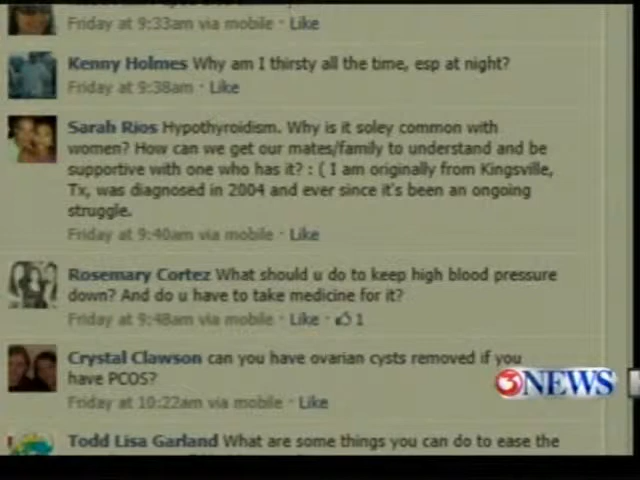 Friday at 9:33am via mobile · Like
Kenny Holmes Why am I thirsty all the time, esp at night?
Friday at 9:38am · Like
Sarah Rios Hypothyroidism. Why is it soley common with
women? How can we get our mates/family to understand and be
supportive with one who has it? : ( I am originally from Kingsville,
Tx, was diagnosed in 2004 and ever since it's been an ongoing
struggle.
Friday at 9:40am via mobile · Like
Rosemary Cortez What should u do to keep high blood pressure
down? And do u have to take medicine for it?
Friday at 9:48am via mobile · Like · 1
Crystal Clawson can you have ovarian cysts removed if you
have PCOS?
Friday at 10:22am via mobile · Like
3NEWS
Todd Lisa Garland What are some things you can do to ease the